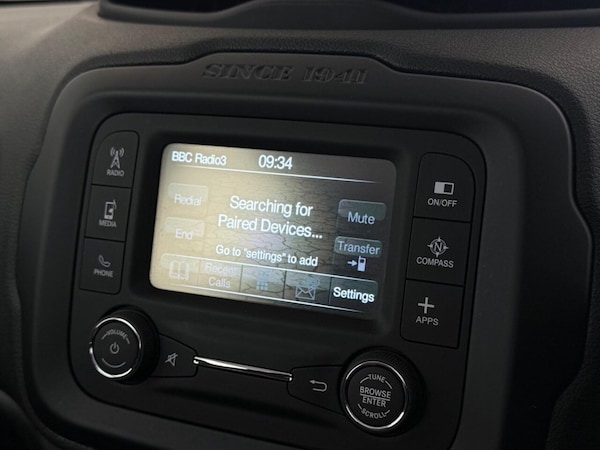 SINCE 1941
RADIO
MEDIA
PHONE
BBC Radio3 09:34
Redial
End
Searching for
Paired Devices...
Go to "settings" to add
Mute
Transfer
Recent
Calls
Settings
ON/OFF
N
COMPASS
APPS
VOLUME
TUNE
BROWSE
ENTER
SCROLL